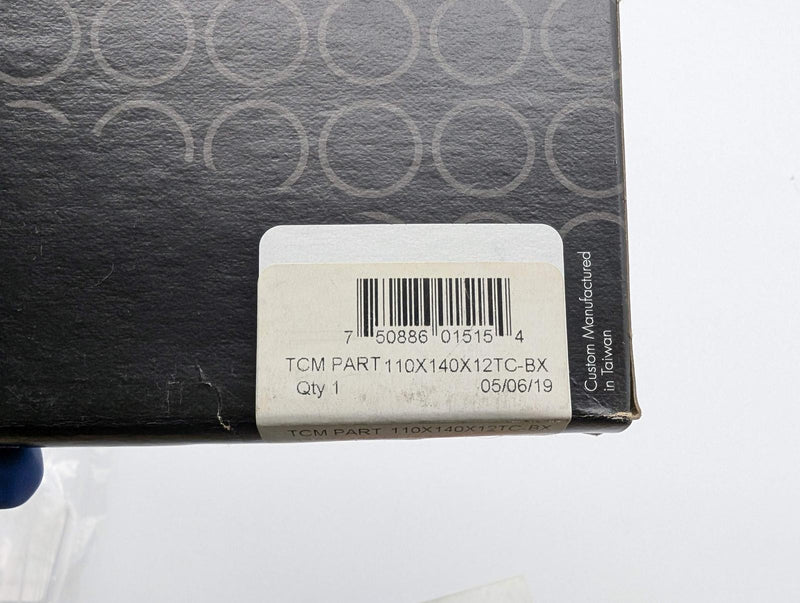 7 50886 01515 4
TCM PART 110X140X12TC-BX
Qty 1 05/06/19
TCM PART 110X140X12TC-BX
Custom Manufactured
in Taiwan